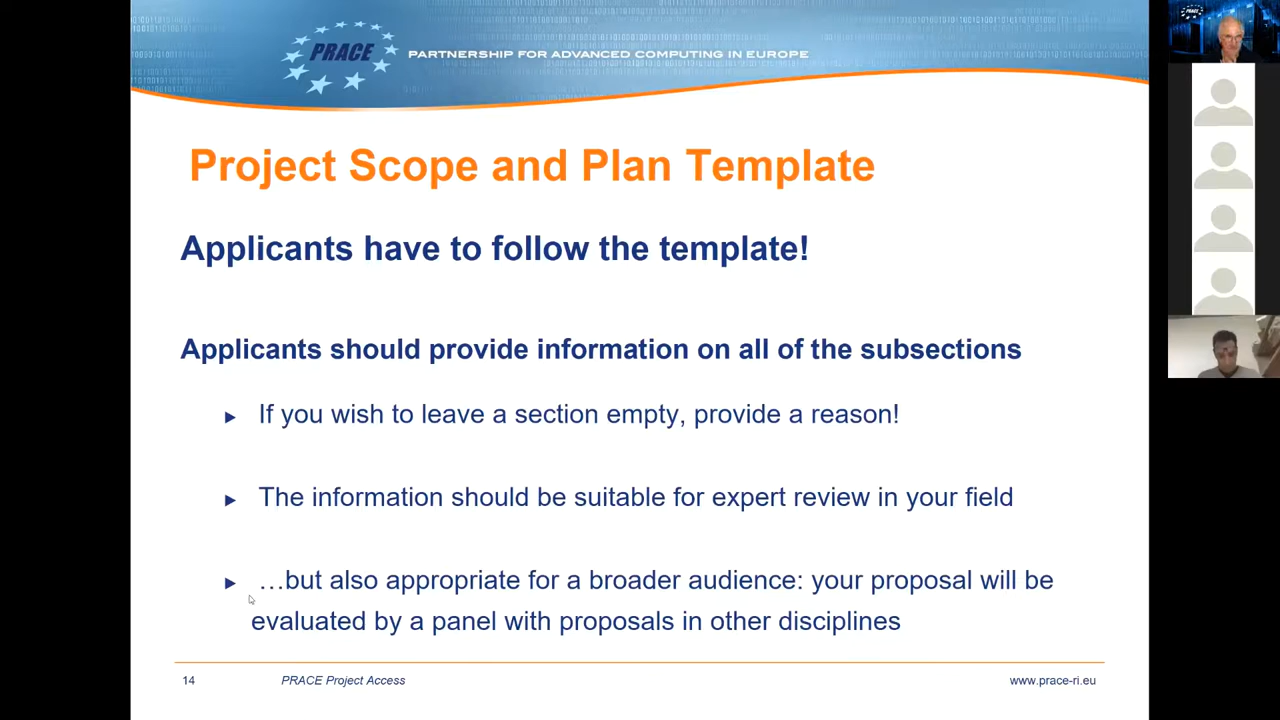 PRACE
PARTNERSHIP FOR ADVANCED COMPUTING IN EUROPE
PRACE
Project Scope and Plan Template
Applicants have to follow the template!
Applicants should provide information on all of the subsections
► If you wish to leave a section empty, provide a reason!
► The information should be suitable for expert review in your field
► …but also appropriate for a broader audience: your proposal will be
evaluated by a panel with proposals in other disciplines
14
PRACE Project Access
www.prace-ri.eu